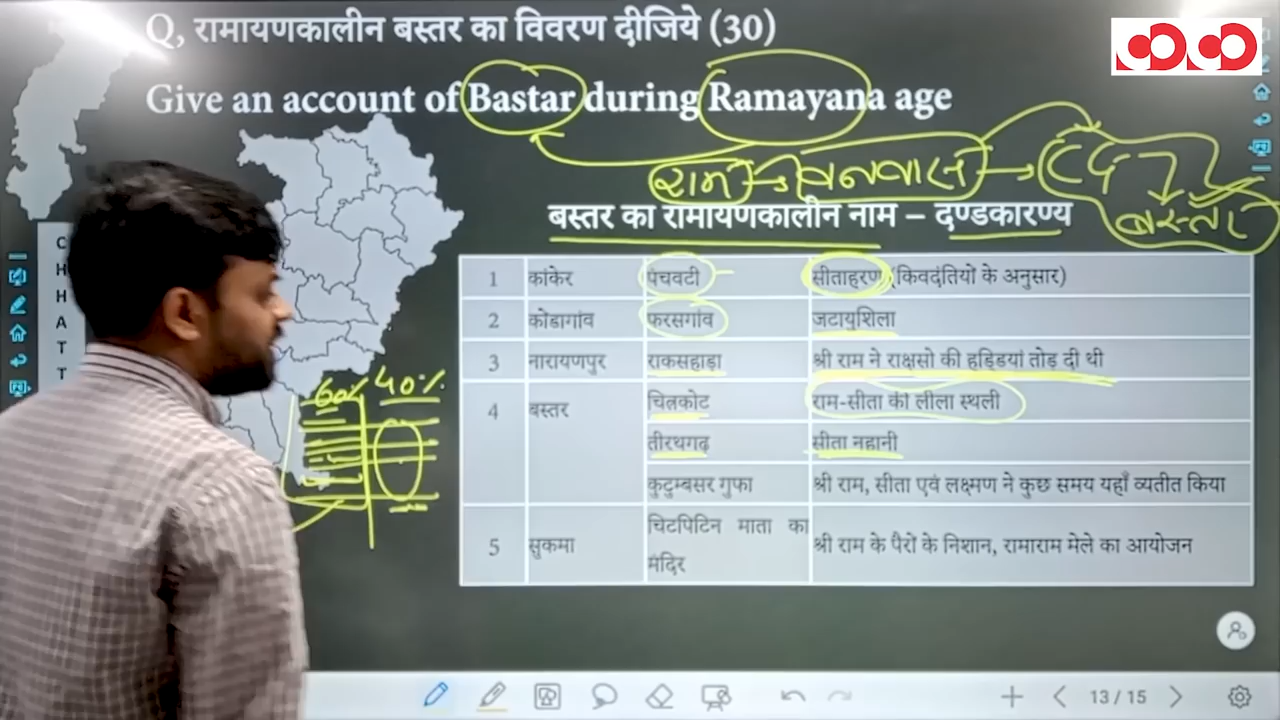 Q, रामायणकालीन बस्तर का विवरण दीजिये (30)
Give an account of Bastar during Ramayana age
राम → वनवास →
बस्तर
बस्तर का रामायणकालीन नाम – दण्डकारण्य
C
H
H
A
T
T
1 कांकेर पंचवटी सीताहरण (किवदंतियों के अनुसार)
2 कोंडागांव फरसगांव जटायुशिला
3 नारायणपुर राकसहाड़ा श्री राम ने राक्षसो की हड्डियां तोड़ दी थी
4 बस्तर चित्रकोट राम-सीता की लीला स्थली
तीरथगढ़ सीता नहानी
कुटुम्बसर गुफा श्री राम, सीता एवं लक्ष्मण ने कुछ समय यहाँ व्यतीत किया
5 सुकमा चिटपिटिन माता का मंदिर श्री राम के पैरों के निशान, रामाराम मेले का आयोजन
60% 40%
13 / 15